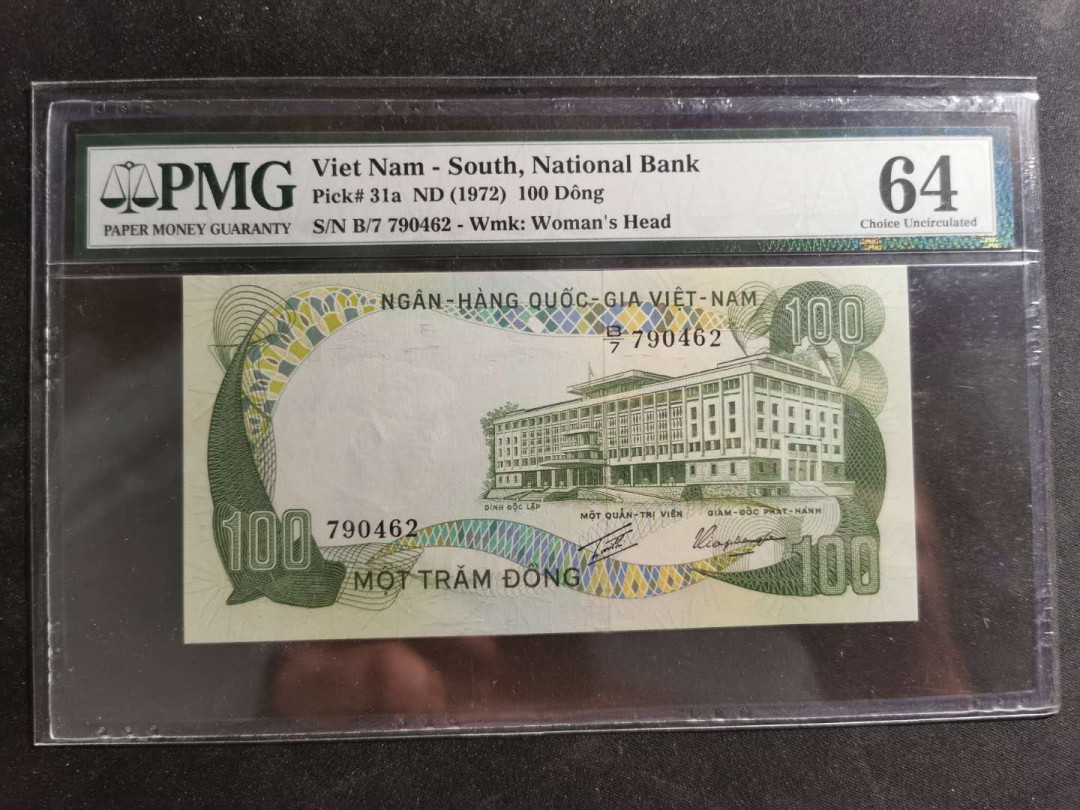 PMG
PAPER MONEY GUARANTY
Viet Nam - South, National Bank
Pick# 31a ND (1972) 100 Dông
S/N B/7 790462 - Wmk: Woman's Head
64
Choice Uncirculated
NGÂN-HÀNG QUỐC-GIA VIỆT-NAM
100
B/7 790462
DINH ĐỘC LẬP
MỘT QUẢN-TRỊ VIÊN
GIÁM-ĐỐC PHÁT-HÀNH
100
790462
100
MỘT TRĂM ĐỒNG